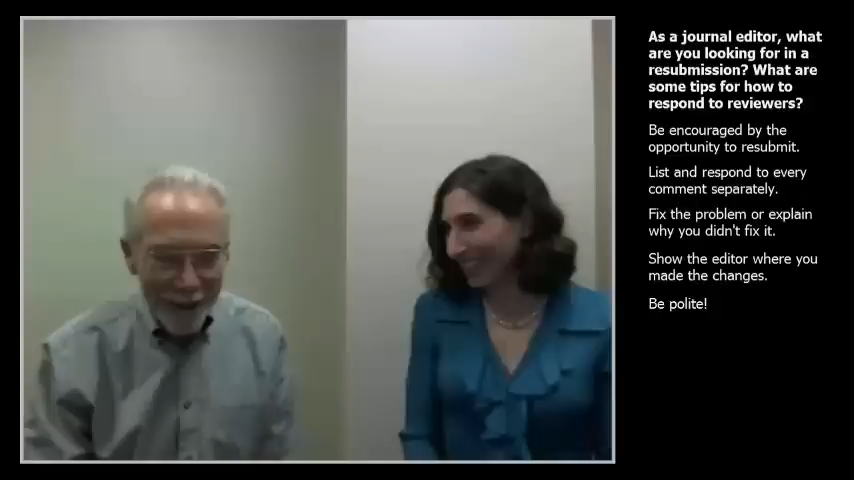 As a journal editor, what
are you looking for in a
resubmission? What are
some tips for how to
respond to reviewers?
Be encouraged by the
opportunity to resubmit.
List and respond to every
comment separately.
Fix the problem or explain
why you didn't fix it.
Show the editor where you
made the changes.
Be polite!